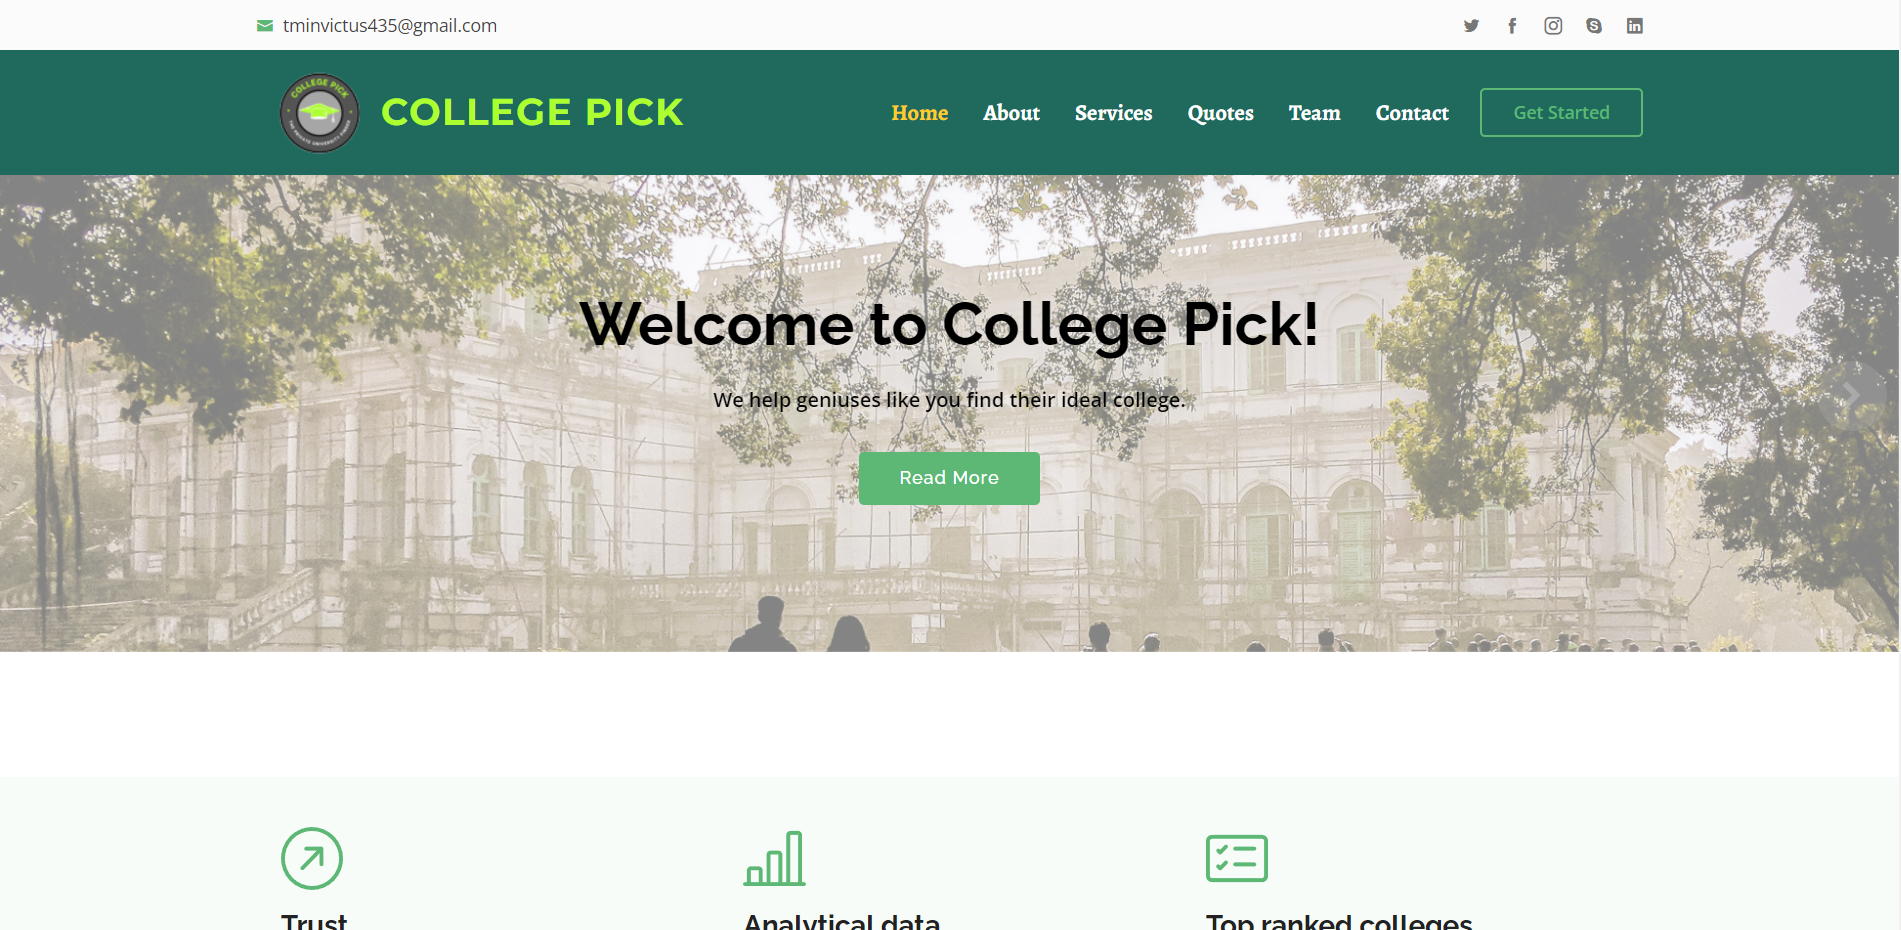 tminvictus435@gmail.com
COLLEGE PICK
COLLEGE PICK
Home
About
Services
Quotes
Team
Contact
Get Started
Welcome to College Pick!
We help geniuses like you find their ideal college.
Read More
Trust
Analytical data
Top ranked colleges